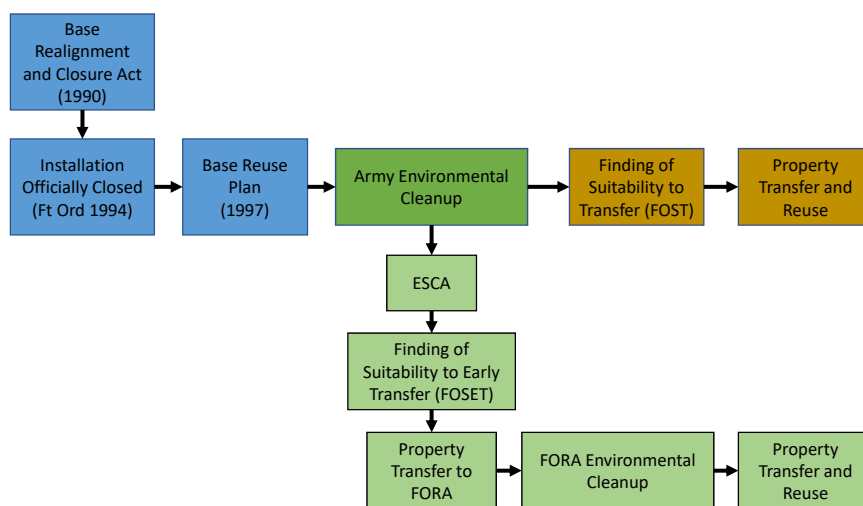 Base
Realignment
and Closure Act
(1990)
Installation
Officially Closed
(Ft Ord 1994)
Base Reuse
Plan
(1997)
Army Environmental
Cleanup
Finding of
Suitability to
Transfer (FOST)
Property
Transfer and
Reuse
ESCA
Finding of
Suitability to Early
Transfer (FOSET)
Property
Transfer to
FORA
FORA Environmental
Cleanup
Property
Transfer and
Reuse